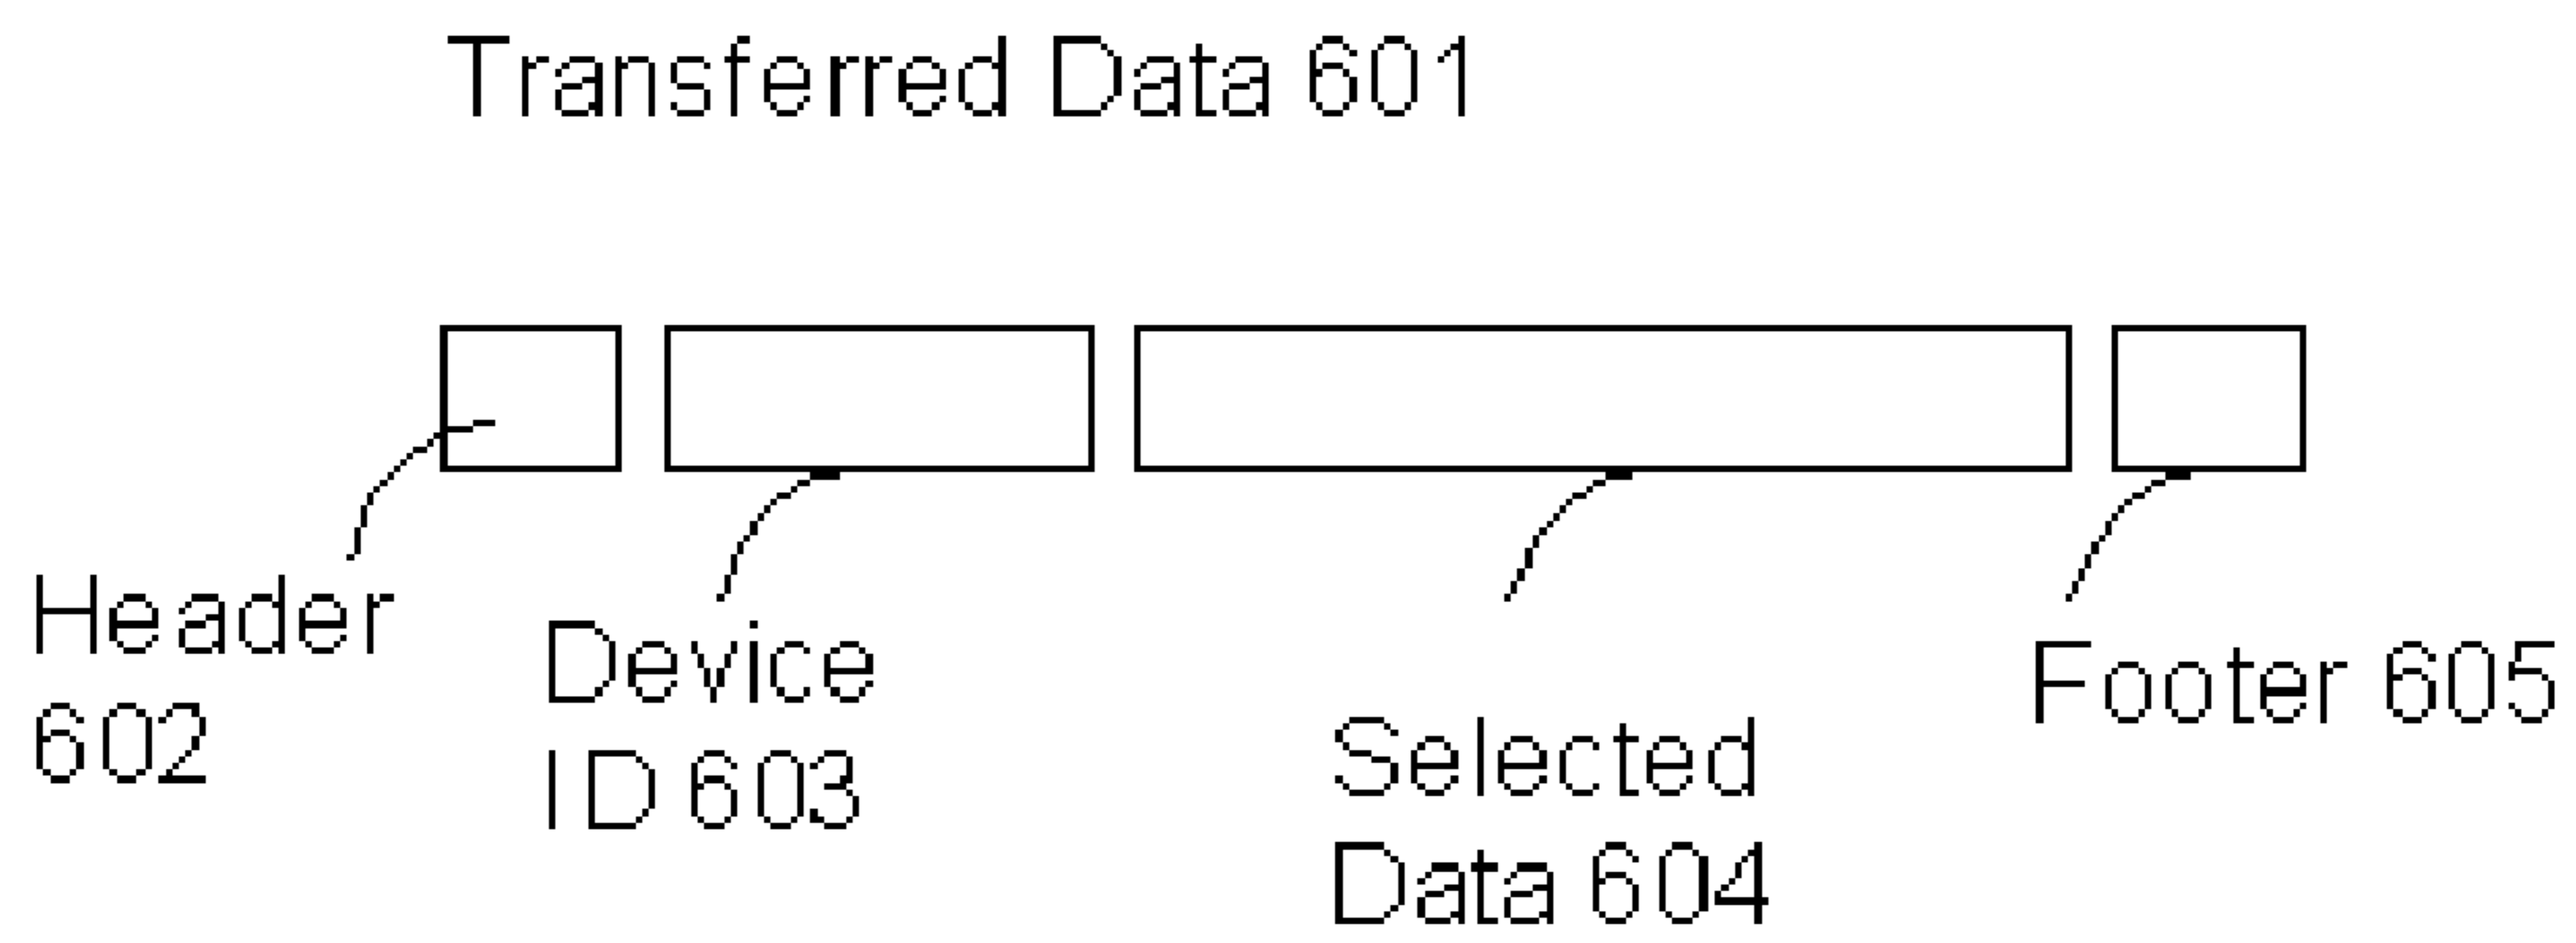 Transferred Data 601
Header
602
Device
ID 603
Selected
Data 604
Footer 605